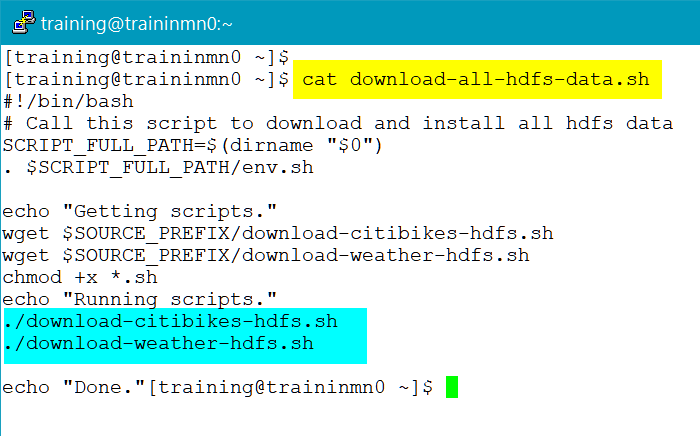 training@traininmn0:~
[training@traininmn0 ~]$
[training@traininmn0 ~]$ cat download-all-hdfs-data.sh
#!/bin/bash
# Call this script to download and install all hdfs data
SCRIPT_FULL_PATH=$(dirname "$0")
. $SCRIPT_FULL_PATH/env.sh
echo "Getting scripts."
wget $SOURCE_PREFIX/download-citibikes-hdfs.sh
wget $SOURCE_PREFIX/download-weather-hdfs.sh
chmod +x *.sh
echo "Running scripts."
./download-citibikes-hdfs.sh
./download-weather-hdfs.sh
echo "Done."[training@traininmn0 ~]$